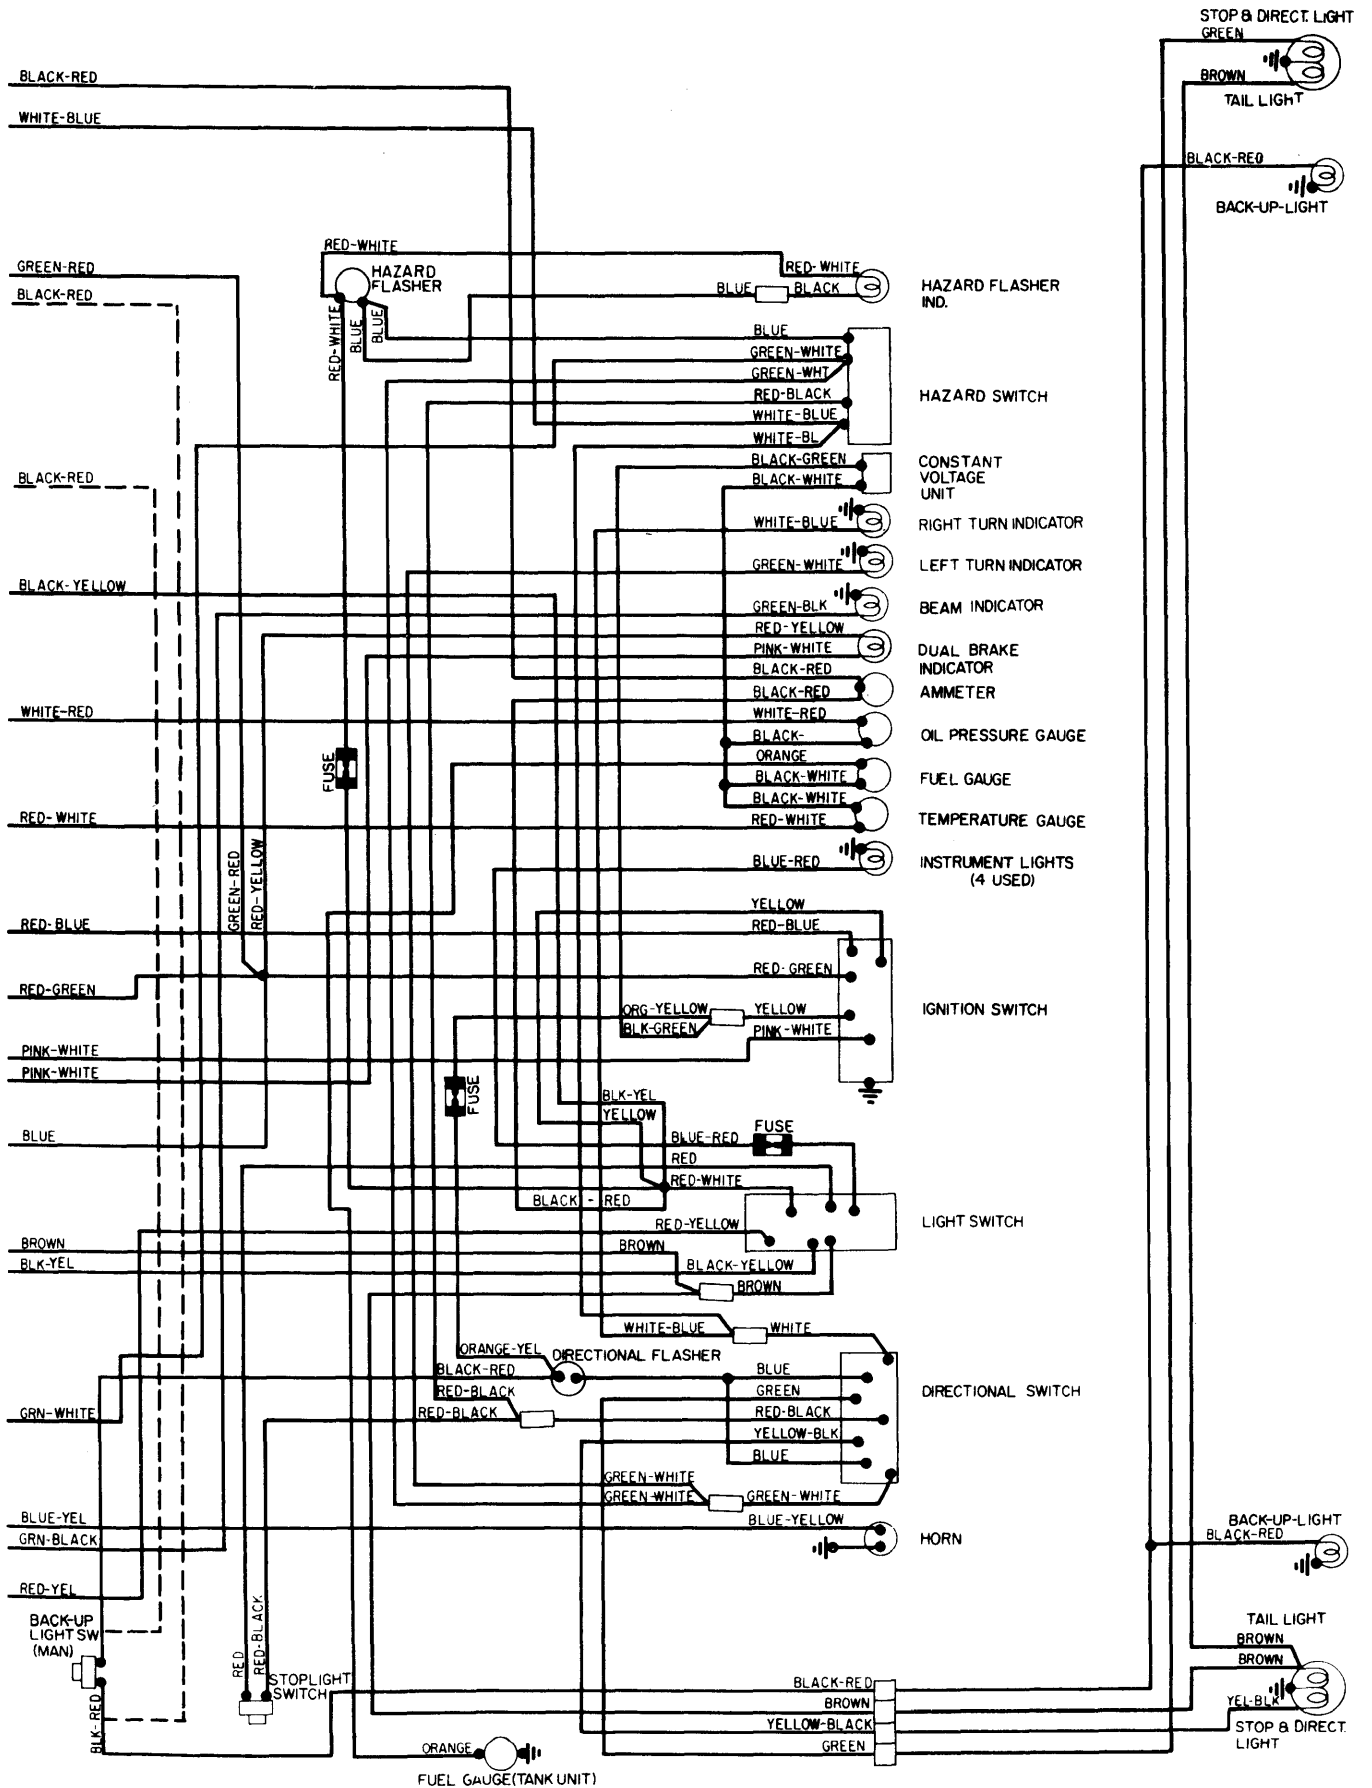 STOP & DIRECT. LIGHT
GREEN
BROWN
TAIL LIGHT
BLACK-RED
WHITE-BLUE
BLACK-RED
BACK-UP-LIGHT
RED-WHITE
GREEN-RED
BLACK-RED
HAZARD
FLASHER
RED-WHITE
BLUE
BLACK
HAZARD FLASHER
IND.
RED-WHITE
BLUE
BLUE
BLUE
GREEN-WHITE
GREEN-WHT
RED-BLACK
WHITE-BLUE
WHITE-BL
HAZARD SWITCH
BLACK-RED
BLACK-GREEN
BLACK-WHITE
CONSTANT
VOLTAGE
UNIT
WHITE-BLUE
RIGHT TURN INDICATOR
GREEN-WHITE
LEFT TURN INDICATOR
BLACK-YELLOW
GREEN-BLK
BEAM INDICATOR
RED-YELLOW
PINK-WHITE
DUAL BRAKE
INDICATOR
BLACK-RED
BLACK-RED
AMMETER
WHITE-RED
WHITE-RED
BLACK-
OIL PRESSURE GAUGE
FUSE
ORANGE
BLACK-WHITE
FUEL GAUGE
RED-WHITE
BLACK-WHITE
RED-WHITE
TEMPERATURE GAUGE
BLUE-RED
INSTRUMENT LIGHTS
(4 USED)
GREEN-RED
RED-YELLOW
YELLOW
RED-BLUE
RED-BLUE
RED-GREEN
RED-GREEN
ORG-YELLOW
YELLOW
BLK-GREEN
PINK-WHITE
IGNITION SWITCH
PINK-WHITE
PINK-WHITE
FUSE
BLK-YEL
YELLOW
BLUE
BLUE-RED
FUSE
RED
RED-WHITE
BLACK-RED
RED-YELLOW
LIGHT SWITCH
BROWN
BROWN
BLK-YEL
BLACK-YELLOW
BROWN
WHITE-BLUE
WHITE
ORANGE-YEL
DIRECTIONAL FLASHER
BLACK-RED
BLUE
RED-BLACK
GREEN
DIRECTIONAL SWITCH
GRN-WHITE
RED-BLACK
RED-BLACK
YELLOW-BLK
BLUE
GREEN-WHITE
GREEN-WHITE
GREEN-WHITE
BLUE-YEL
BLUE-YELLOW
GRN-BLACK
HORN
BACK-UP-LIGHT
BLACK-RED
RED-YEL
BACK-UP
LIGHT SW
(MAN)
RED
RED-BLACK
STOPLIGHT
SWITCH
TAIL LIGHT
BROWN
BROWN
BLACK-RED
BROWN
YEL-BLK
YELLOW-BLACK
GREEN
STOP & DIRECT.
LIGHT
BLK-RED
ORANGE
FUEL GAUGE(TANK UNIT)